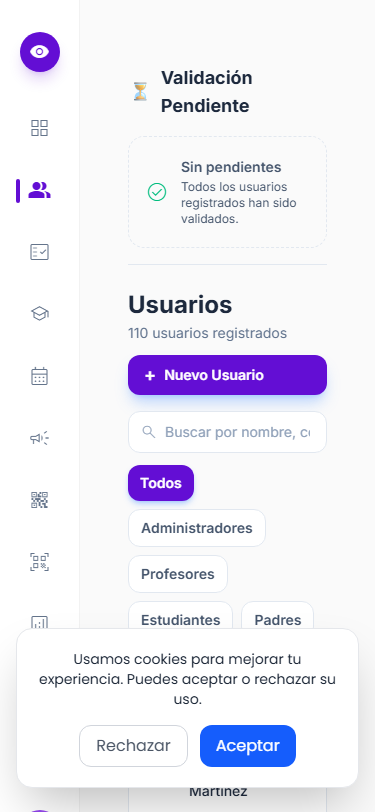 Validación
Pendiente
Sin pendientes
Todos los usuarios
registrados han sido
validados.
Usuarios
110 usuarios registrados
+ Nuevo Usuario
Buscar por nombre, co
Todos
Administradores
Profesores
Estudiantes Padres
Usamos cookies para mejorar tu
experiencia. Puedes aceptar o rechazar su
uso.
Rechazar Aceptar
Martinez